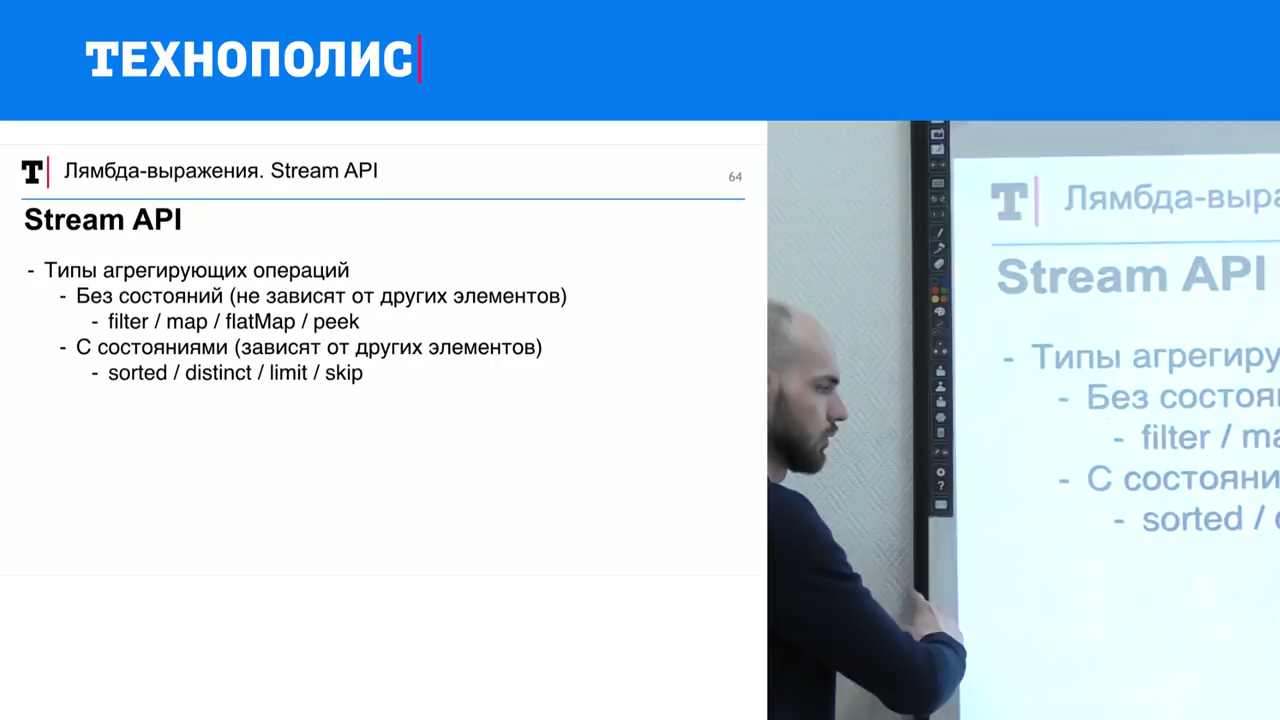 ТЕХНОПОЛИС
T Лямбда-выражения. Stream API
64
Stream API
- Типы агрегирующих операций
- Без состояний (не зависят от других элементов)
- filter / map / flatMap / peek
- С состояниями (зависят от других элементов)
- sorted / distinct / limit / skip
T Лямбда-выра
Stream API
- Типы агрегиру
- Без состоя
- filter / ma
- С состояни
- sorted /